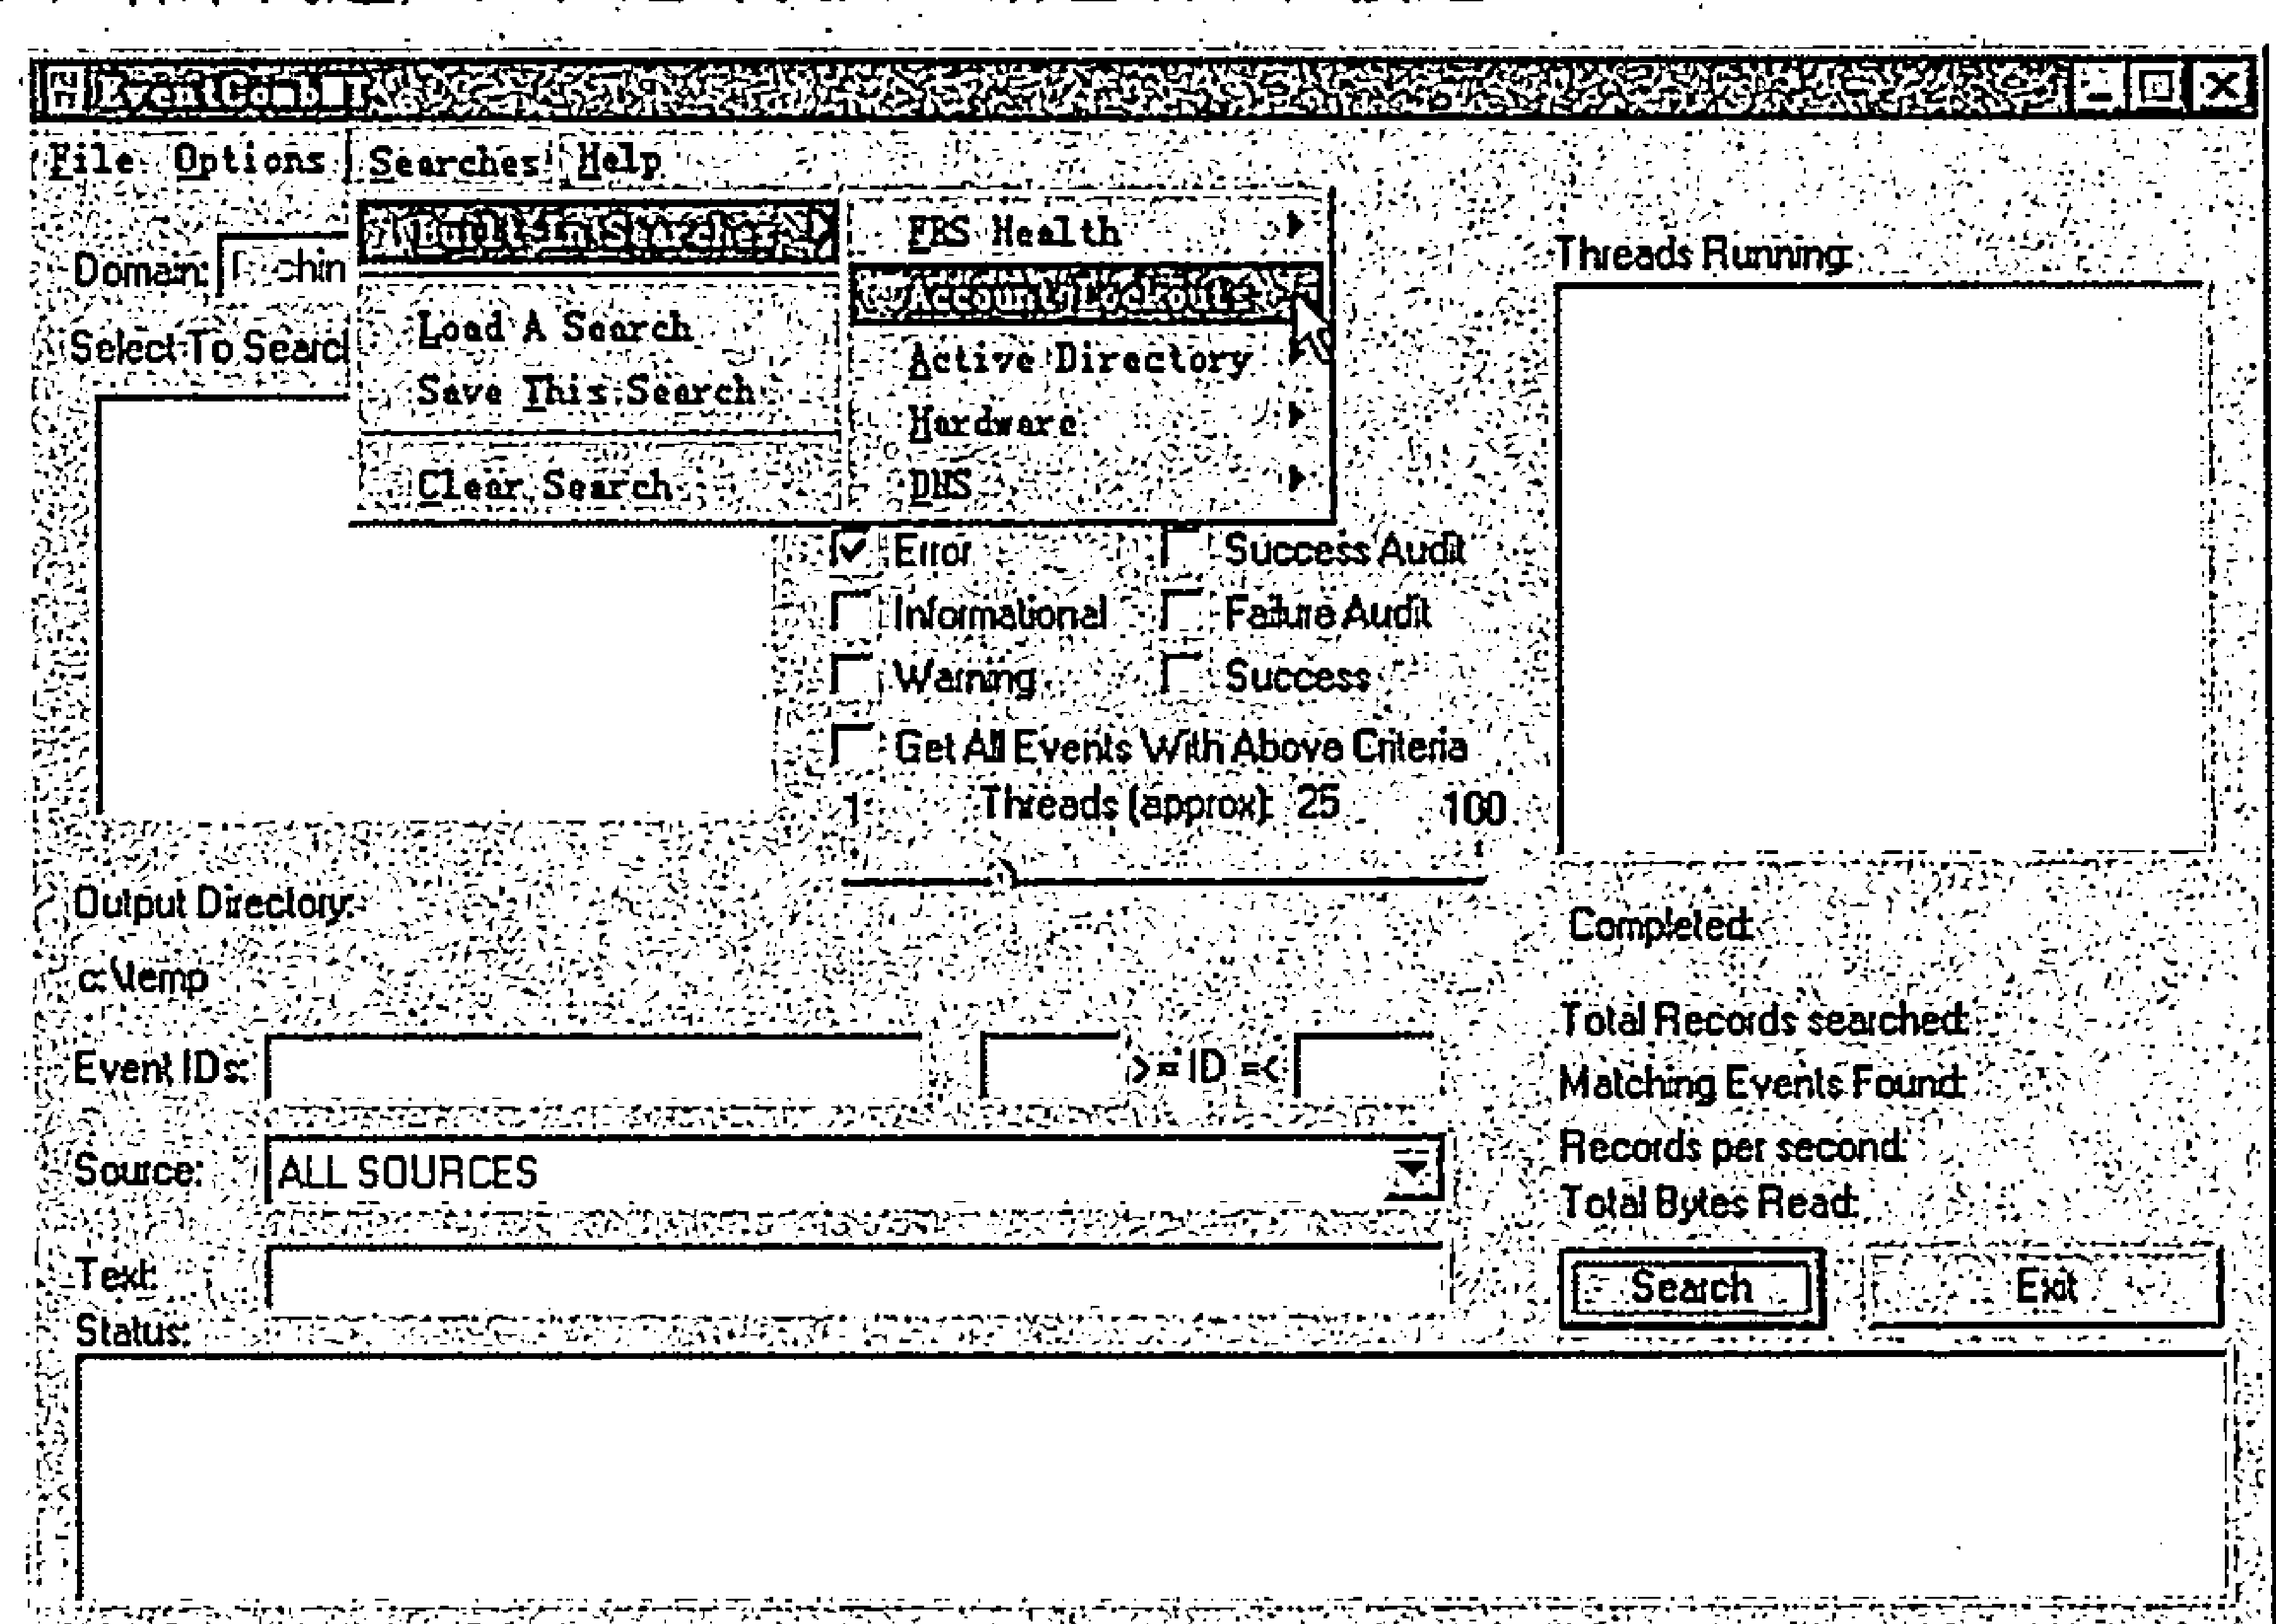 EventCombMT
File Options Searches Help
Built-In Searches
FRS Health
Account Lockouts
Active Directory
Hardware
DNS
Load A Search
Save This Search
Clear Search
Domain:
Select To
Threads Running:
Error
Success Audit
Informational
Failure Audit
Warning
Success
Get All Events With Above Criteria
1 Threads (approx): 25 100
Output Directory:
c:\temp
Completed:
Total Records searched:
Event IDs: >= ID =<
Matching Events Found:
Records per second:
Source: ALL SOURCES
Total Bytes Read:
Text:
Search Exit
Status: